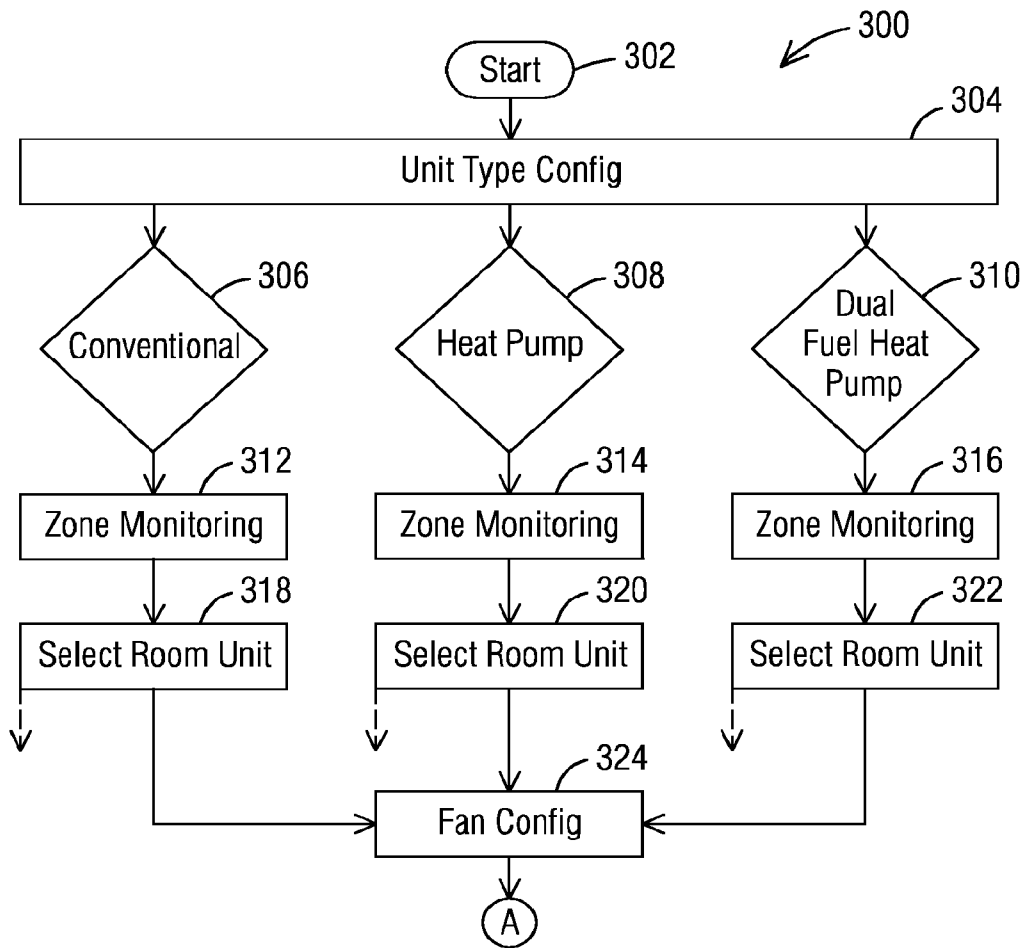 300
Start
302
304
Unit Type Config
306
308
310
Conventional
Heat Pump
Dual
Fuel Heat
Pump
312
314
316
Zone Monitoring
Zone Monitoring
Zone Monitoring
318
320
322
Select Room Unit
Select Room Unit
Select Room Unit
324
Fan Config
A